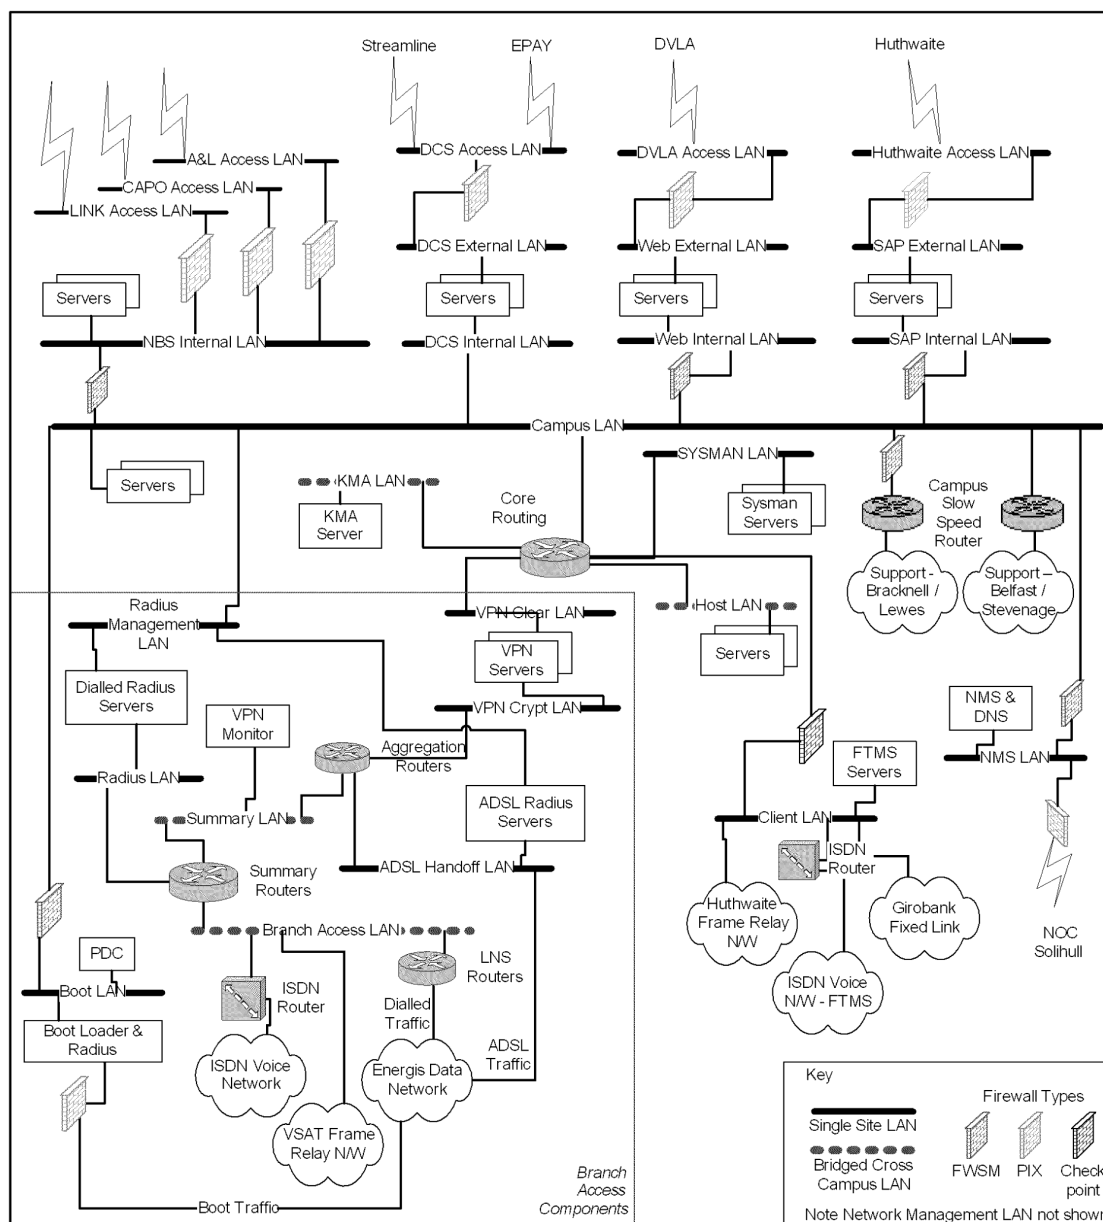 Streamline
EPAY
DVLA
Huthwaite
A&L Access LAN
CAPO Access LAN
LINK Access LAN
DCS Access LAN
DVLA Access LAN
Huthwaite Access LAN
DCS External LAN
Web External LAN
SAP External LAN
Servers
Servers
Servers
Servers
NBS Internal LAN
DCS Internal LAN
Web Internal LAN
SAP Internal LAN
Campus LAN
Servers
KMA LAN
KMA
Server
Core
Routing
SYSMAN LAN
Sysman
Servers
Campus
Slow
Speed
Router
Support -
Bracknell /
Lewes
Support –
Belfast /
Stevenage
Radius
Management
LAN
VPN Clear LAN
Host LAN
VPN
Servers
Servers
Dialled Radius
Servers
VPN
Monitor
VPN Crypt LAN
Aggregation
Routers
NMS &
DNS
FTMS
Servers
NMS LAN
Radius LAN
Summary LAN
ADSL Radius
Servers
Client LAN
ISDN
Router
Summary
Routers
ADSL Handoff LAN
Huthwaite
Frame Relay
N/W
Girobank
Fixed Link
NOC
Solihull
Branch Access LAN
PDC
LNS
Routers
ISDN Voice
N/W - FTMS
Boot LAN
ISDN
Router
Dialled
Traffic
Boot Loader &
Radius
ISDN Voice
Network
Energis Data
Network
ADSL
Traffic
VSAT Frame
Relay N/W
Boot Traffic
Branch
Access
Components
Key
Single Site LAN
Bridged Cross
Campus LAN
Firewall Types
FWSM
PIX
Check
point
Note Network Management LAN not shown